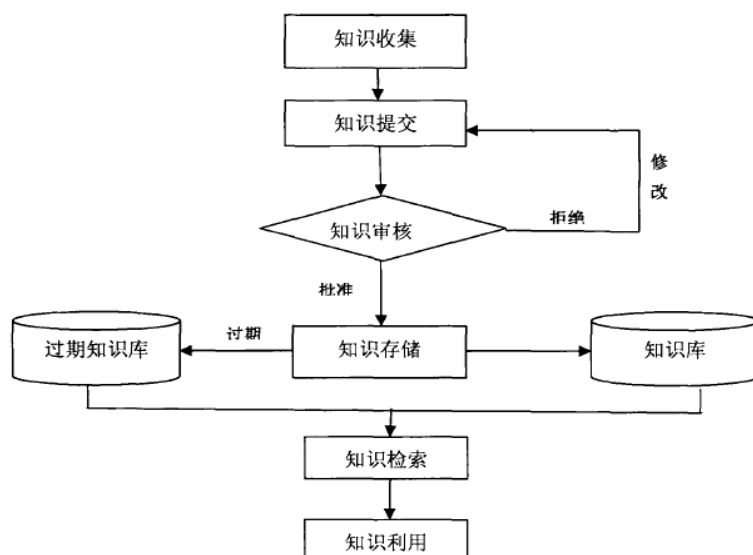 知识收集
知识提交
修
改
知识审核
拒绝
批准
过期知识库
过期
知识存储
知识库
知识检索
知识利用